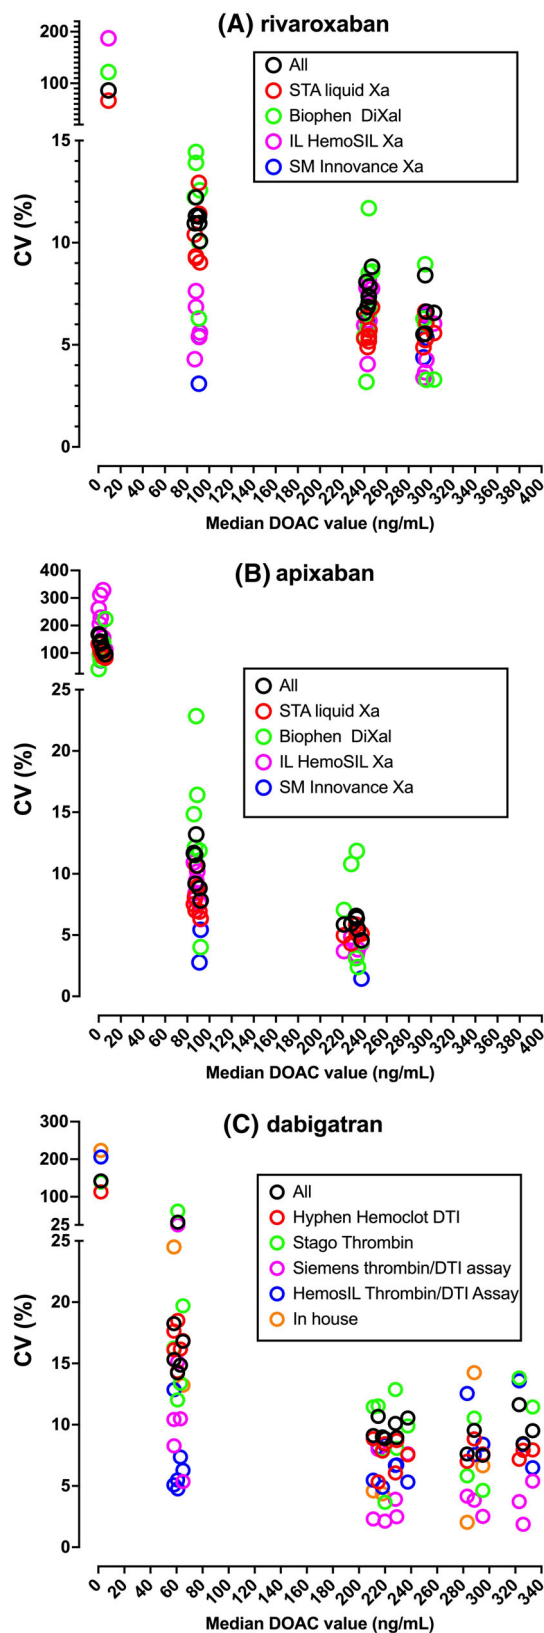 (A) rivaroxaban
200
100
All
STA liquid Xa
Biophen DiXal
IL HemoSIL Xa
SM Innovance Xa
15
10
5
0
CV (%)
0 20 40 60 80 100 120 140 160 180 200 220 240 260 280 300 320 340 360 380 400
Median DOAC value (ng/mL)
(B) apixaban
400
300
200
100
All
STA liquid Xa
Biophen DiXal
IL HemoSIL Xa
SM Innovance Xa
25
20
15
10
5
0
CV (%)
0 20 40 60 80 100 120 140 160 180 200 220 240 260 280 300 320 340 360 380 400
Median DOAC value (ng/mL)
(C) dabigatran
300
200
100
25
All
Hyphen Hemoclot DTI
Stago Thrombin
Siemens thrombin/DTI assay
HemosIL Thrombin/DTI Assay
In house
25
20
15
10
5
0
CV (%)
0 20 40 60 80 100 120 140 160 180 200 220 240 260 280 300 320 340
Median DOAC value (ng/mL)